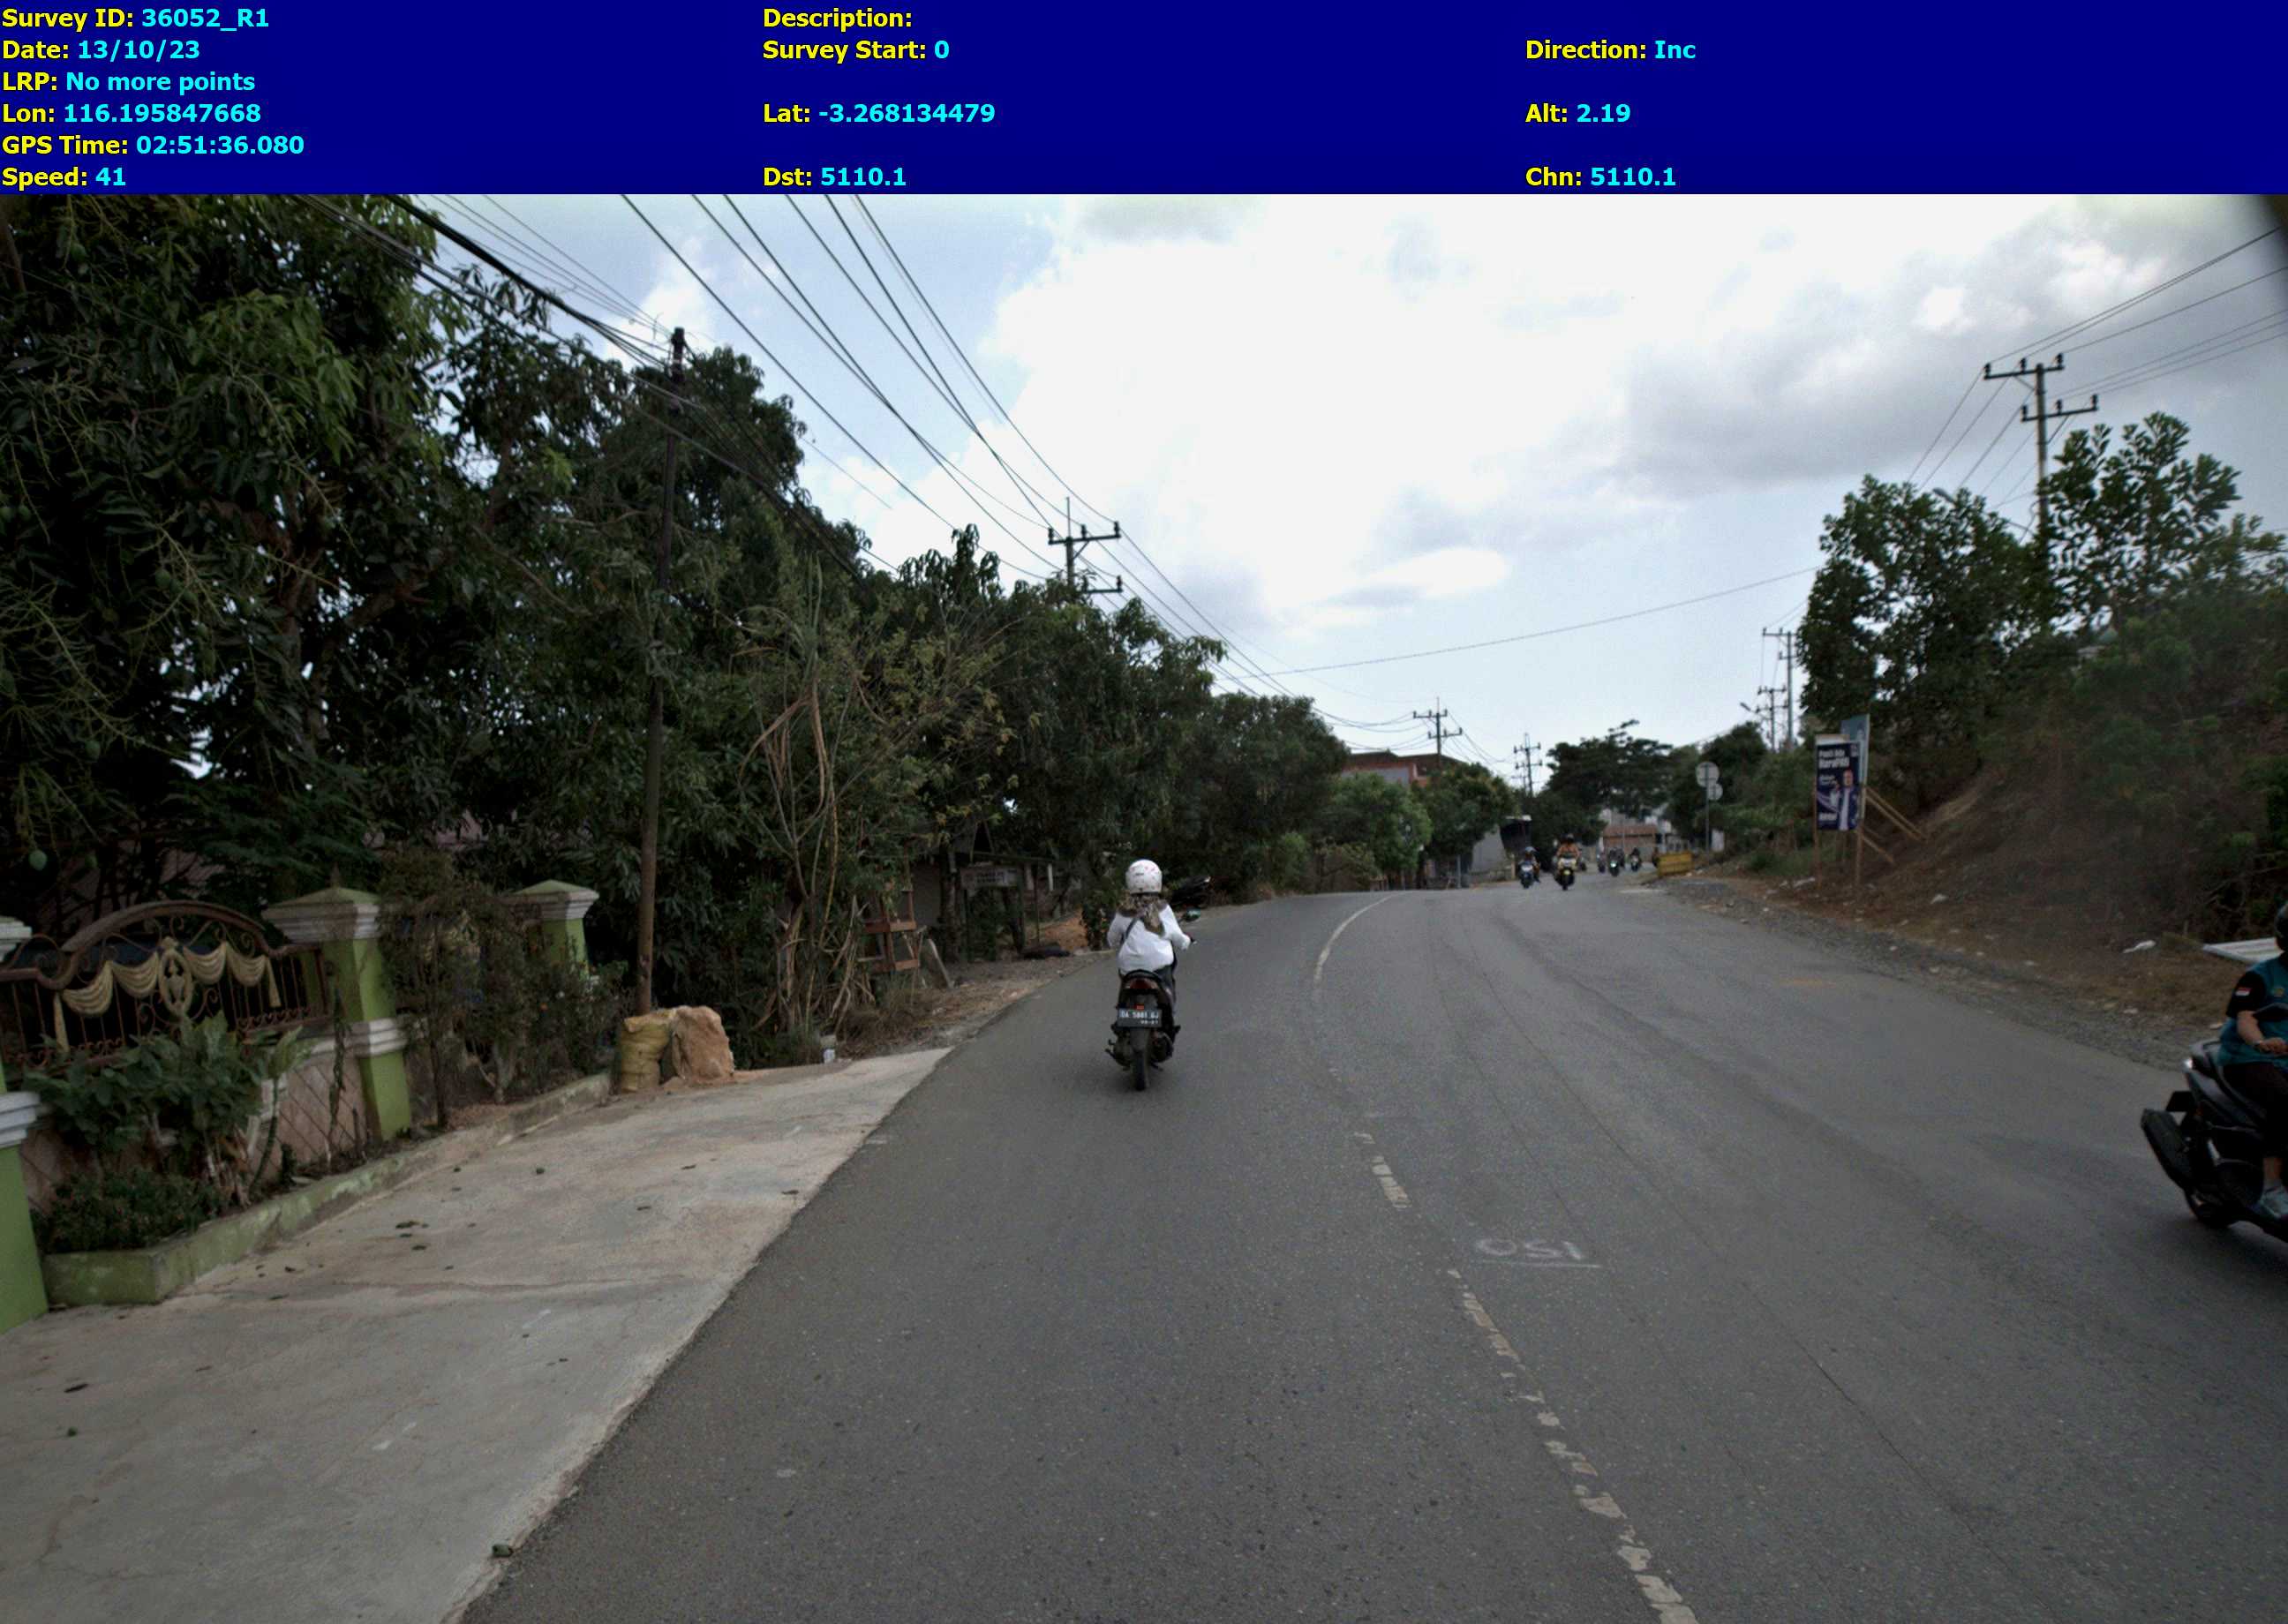 Survey ID: 36052_R1
Description:
Date: 13/10/23
Survey Start: 0
Direction: Inc
LRP: No more points
Lon: 116.195847668
Lat: -3.268134479
Alt: 2.19
GPS Time: 02:51:36.080
Speed: 41
Dst: 5110.1
Chn: 5110.1